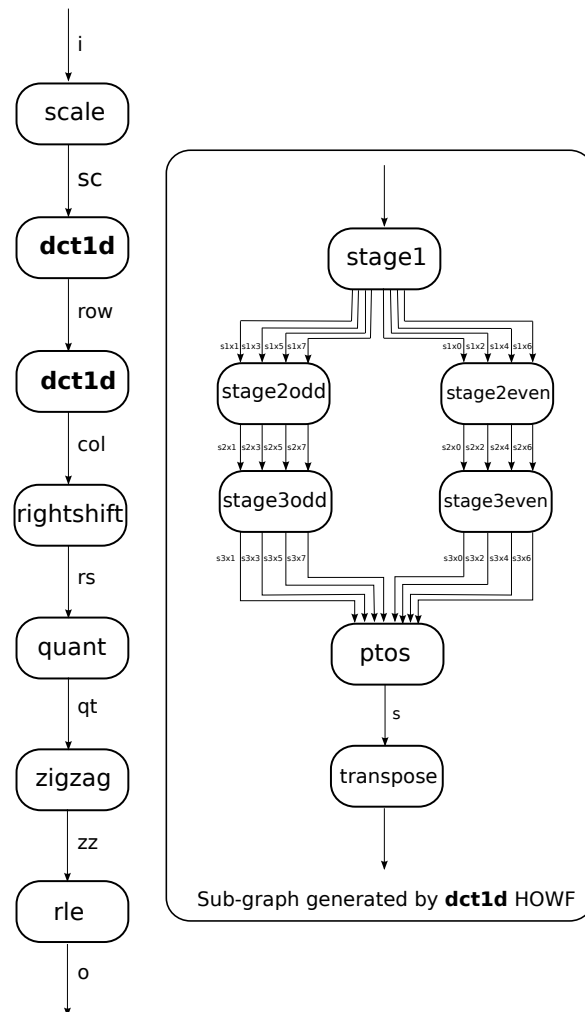 i
scale
sc
dct1d
row
dct1d
col
rightshift
rs
quant
qt
zigzag
zz
rle
o
stage1
s1x1 s1x3 s1x5 s1x7 s1x0 s1x2 s1x4 s1x6
stage2odd stage2even
s2x1 s2x3 s2x5 s2x7 s2x0 s2x2 s2x4 s2x6
stage3odd stage3even
s3x1 s3x3 s3x5 s3x7 s3x0 s3x2 s3x4 s3x6
ptos
s
transpose
Sub-graph generated by dct1d HOWF